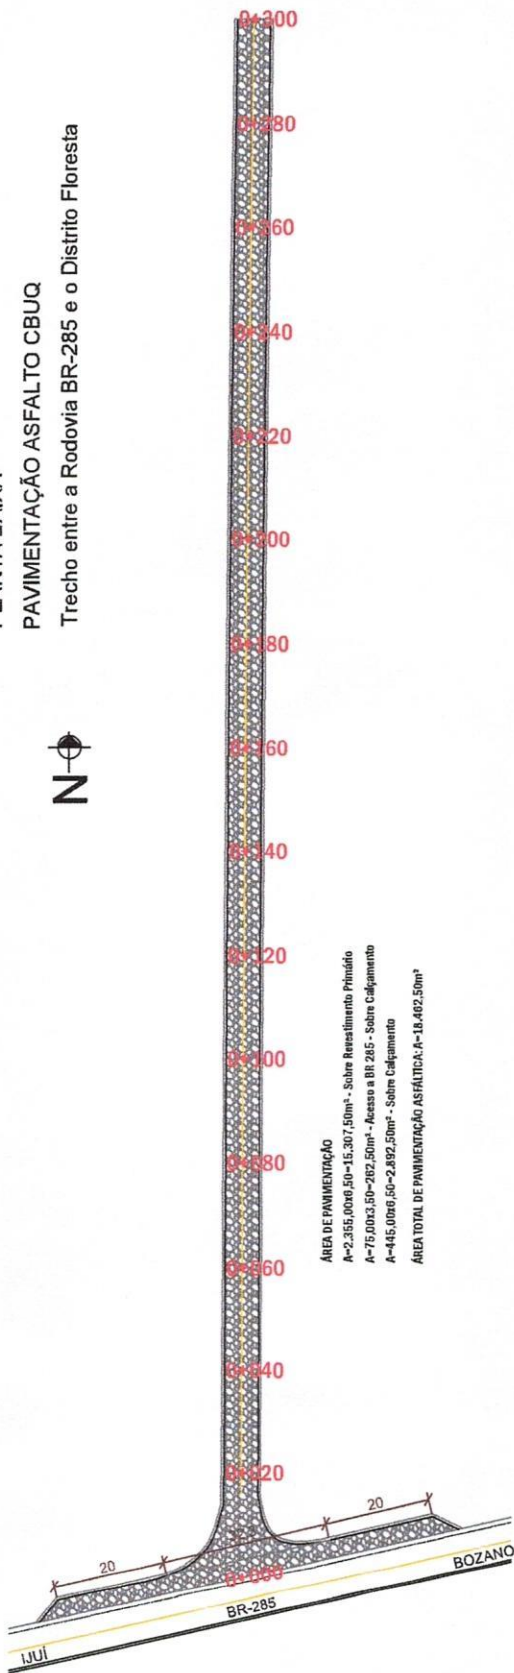 PAVIMENTAÇÃO ASFALTO CBUQ
Trecho entre a Rodovia BR-285 e o Distrito Floresta
N
0+300
0+280
0+260
0+240
0+220
0+200
0+180
0+160
0+140
0+120
0+100
0+080
0+060
0+040
0+020
0+000
20
20
IJUÍ
BR-285
BOZANO
ÁREA DE PAVIMENTAÇÃO
A=2.355,00x6,50=15.307,50m² - Sobre Revestimento Primário
A=75,00x3,50=262,50m² - Acesso a BR 285 - Sobre Calçamento
A=445,00x6,50=2.892,50m² - Sobre Calçamento
ÁREA TOTAL DE PAVIMENTAÇÃO ASFÁLTICA: A=18.462,50m²